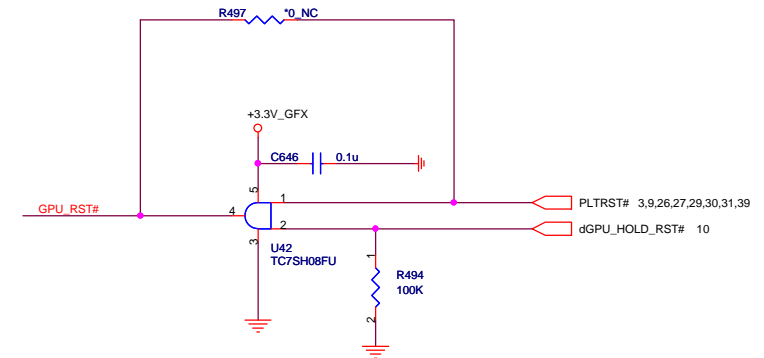 R497 *0_NC
+3.3V_GFX
C646 0.1u
5
1
PLTRST# 3,9,26,27,29,30,31,39
GPU_RST#
4
2
dGPU_HOLD_RST# 10
3
U42
TC7SH08FU
1
R494
100K
2